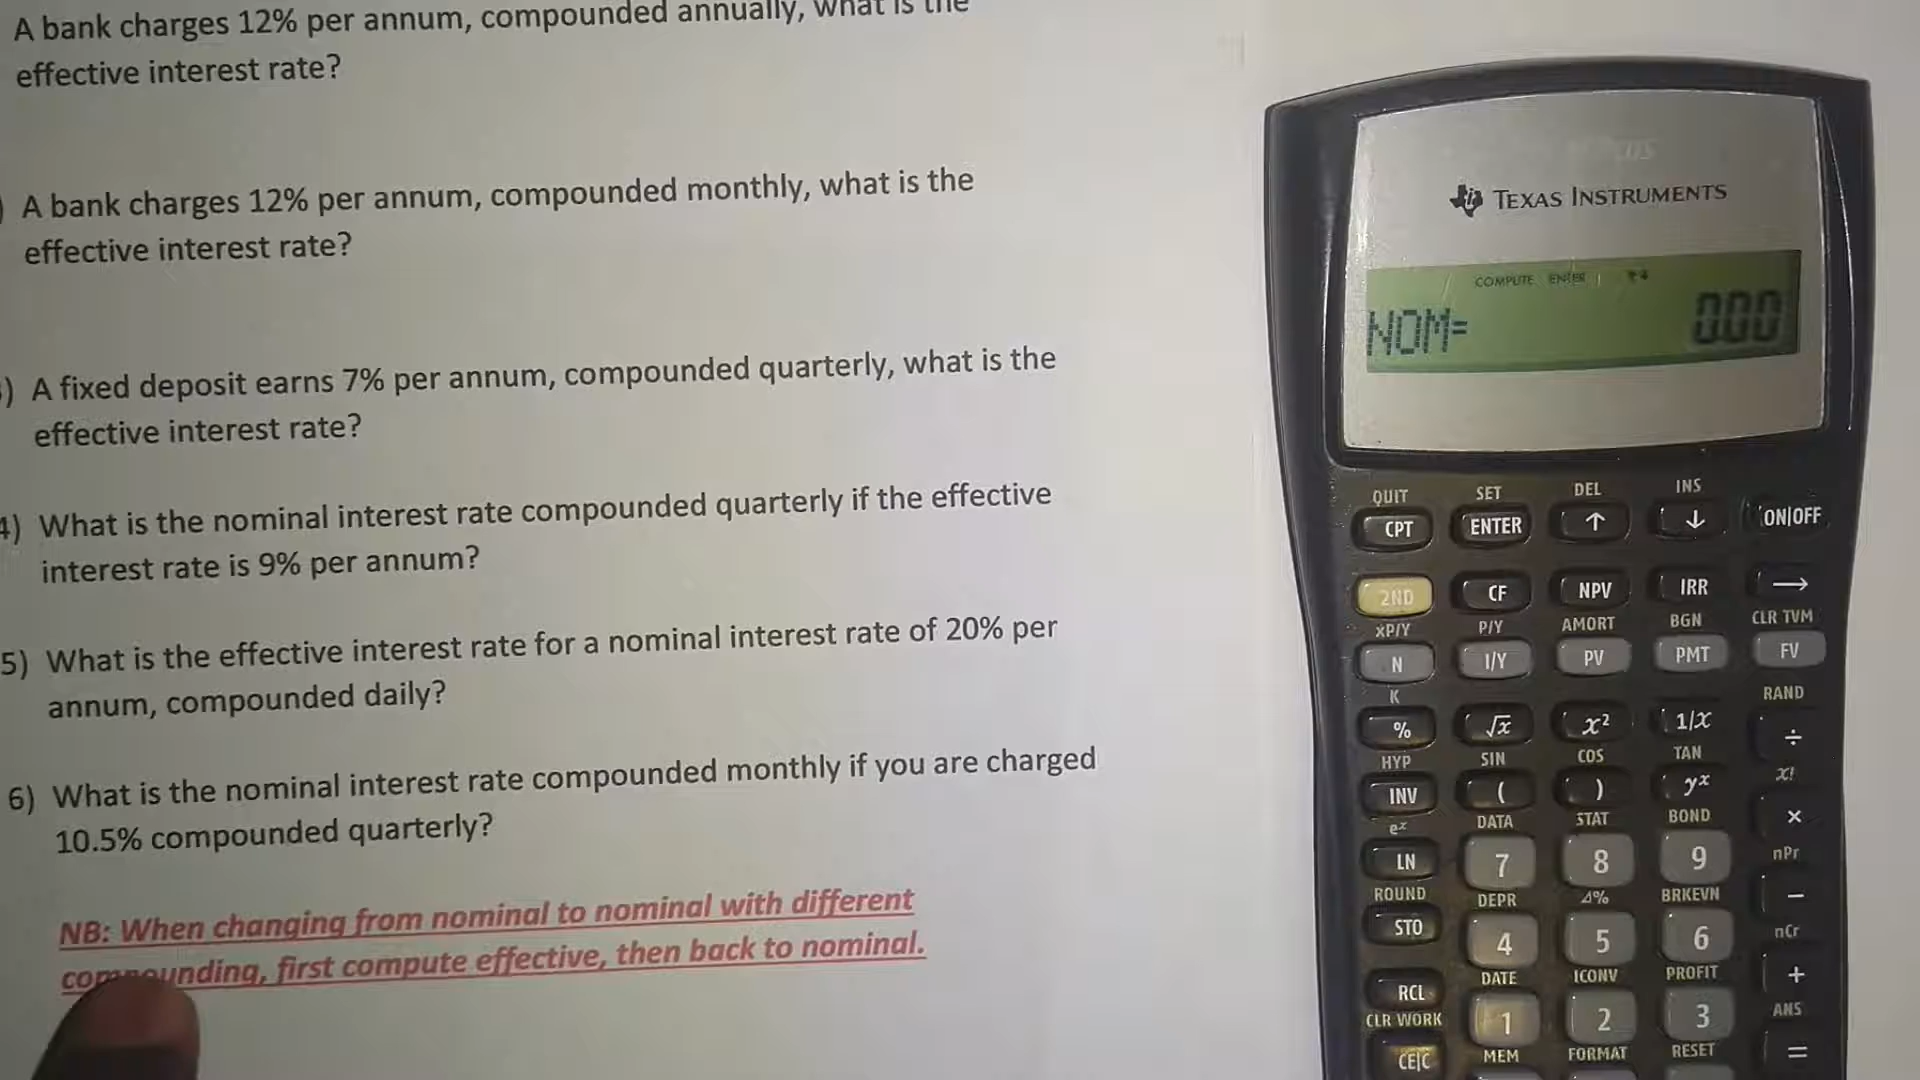 A bank charges 12% per annum, compounded annually, what is the
effective interest rate?
) A bank charges 12% per annum, compounded monthly, what is the
effective interest rate?
) A fixed deposit earns 7% per annum, compounded quarterly, what is the
effective interest rate?
4) What is the nominal interest rate compounded quarterly if the effective
interest rate is 9% per annum?
5) What is the effective interest rate for a nominal interest rate of 20% per
annum, compounded daily?
6) What is the nominal interest rate compounded monthly if you are charged
10.5% compounded quarterly?
NB: When changing from nominal to nominal with different
compounding, first compute effective, then back to nominal.
TEXAS INSTRUMENTS
COMPUTE ENTER ↑↓
NOM= 0.00
QUIT SET DEL INS
CPT ENTER ↑ ↓ ON|OFF
2ND CF NPV IRR →
xP/Y P/Y AMORT BGN CLR TVM
N I/Y PV PMT FV
K RAND
% √x x² 1/x ÷
HYP SIN COS TAN x!
INV ( ) yˣ ×
eˣ DATA STAT BOND nPr
LN 7 8 9 −
ROUND DEPR Δ% BRKEVN nCr
STO 4 5 6 +
DATE ICONV PROFIT ANS
RCL 1 2 3 =
CLR WORK MEM FORMAT RESET
CE|C